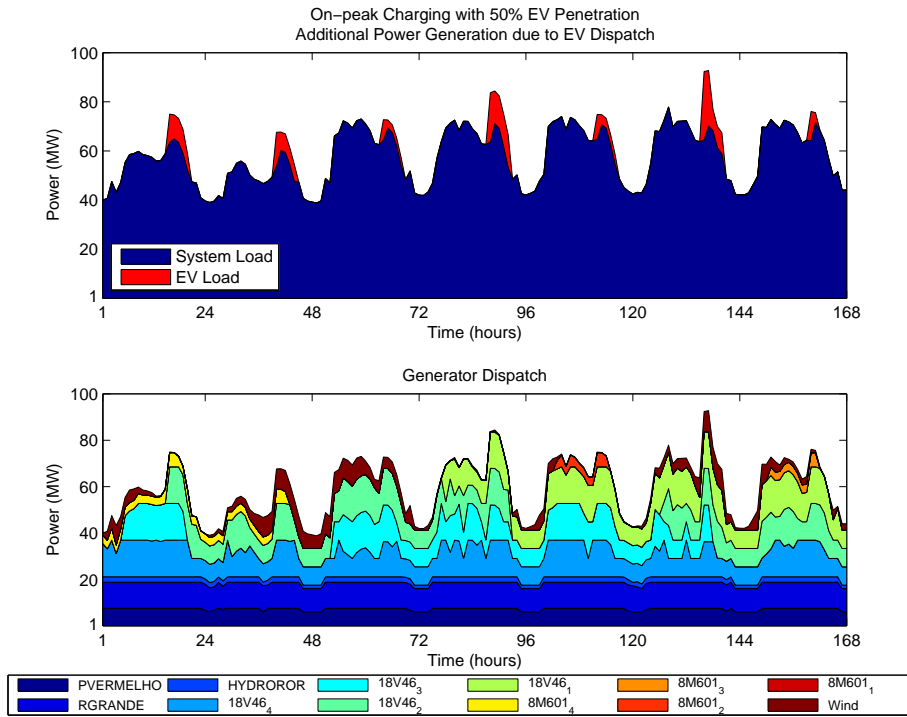 On-peak Charging with 50% EV Penetration
Additional Power Generation due to EV Dispatch
100
80
60
40
20
1
Power (MW)
System Load
EV Load
1 24 48 72 96 120 144 168
Time (hours)
Generator Dispatch
100
80
60
40
20
1
Power (MW)
1 24 48 72 96 120 144 168
Time (hours)
PVERMELHO HYDROROR 18V46₃ 18V46₁ 8M601₃ 8M601₁
RGRANDE 18V46₄ 18V46₂ 8M601₄ 8M601₂ Wind